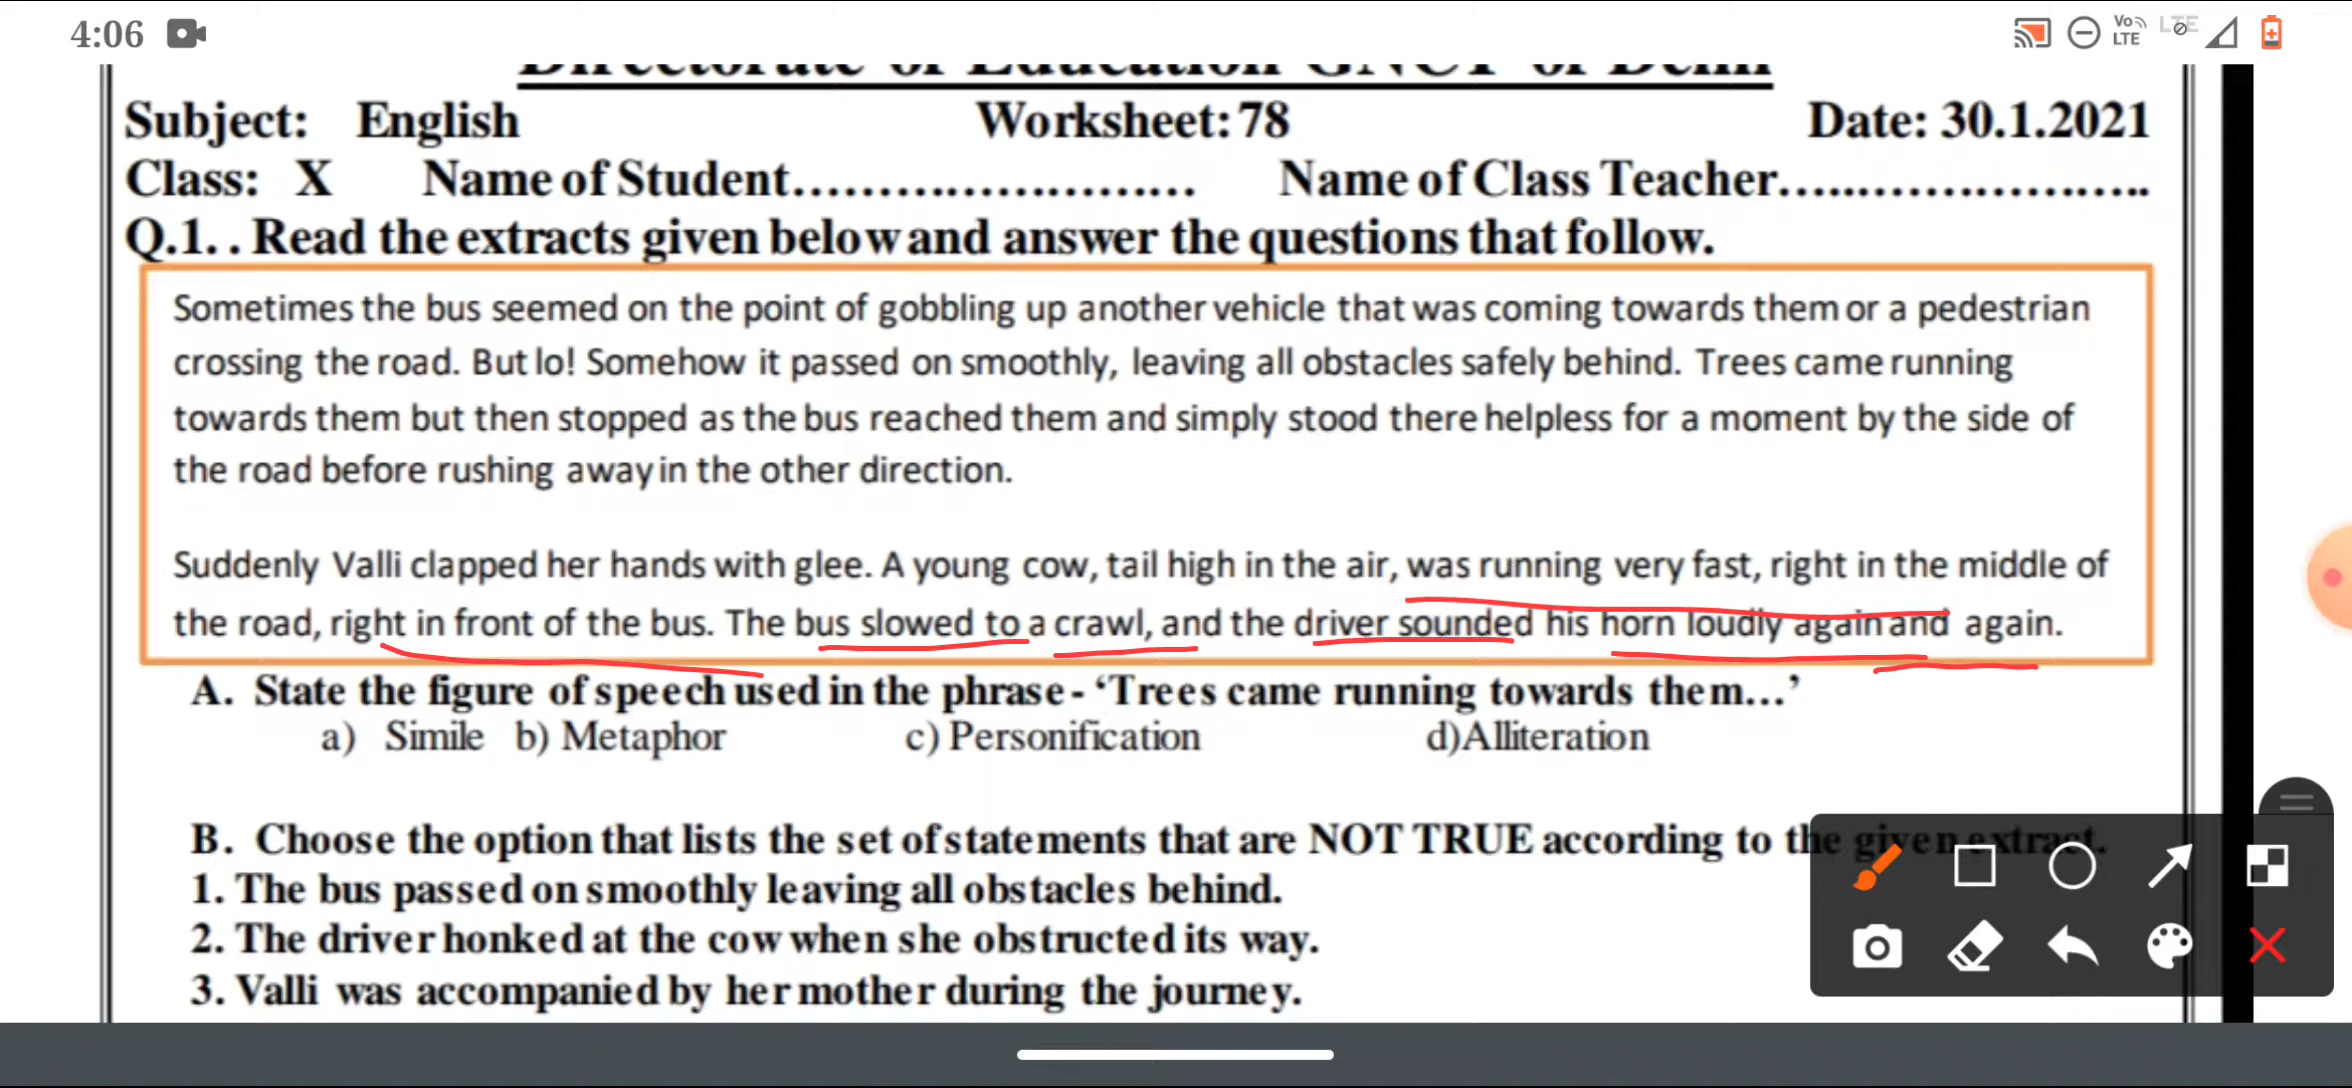 4:06
Vo LTE LTE
Directorate of Education GNCT of Delhi
Subject: English Worksheet: 78 Date: 30.1.2021
Class: X Name of Student........................ Name of Class Teacher......................
Q.1. . Read the extracts given below and answer the questions that follow.
Sometimes the bus seemed on the point of gobbling up another vehicle that was coming towards them or a pedestrian
crossing the road. But lo! Somehow it passed on smoothly, leaving all obstacles safely behind. Trees came running
towards them but then stopped as the bus reached them and simply stood there helpless for a moment by the side of
the road before rushing away in the other direction.
Suddenly Valli clapped her hands with glee. A young cow, tail high in the air, was running very fast, right in the middle of
the road, right in front of the bus. The bus slowed to a crawl, and the driver sounded his horn loudly again and again.
A. State the figure of speech used in the phrase - ‘Trees came running towards them...’
a) Simile b) Metaphor c) Personification d)Alliteration
B. Choose the option that lists the set of statements that are NOT TRUE according to the given extract.
1. The bus passed on smoothly leaving all obstacles behind.
2. The driver honked at the cow when she obstructed its way.
3. Valli was accompanied by her mother during the journey.